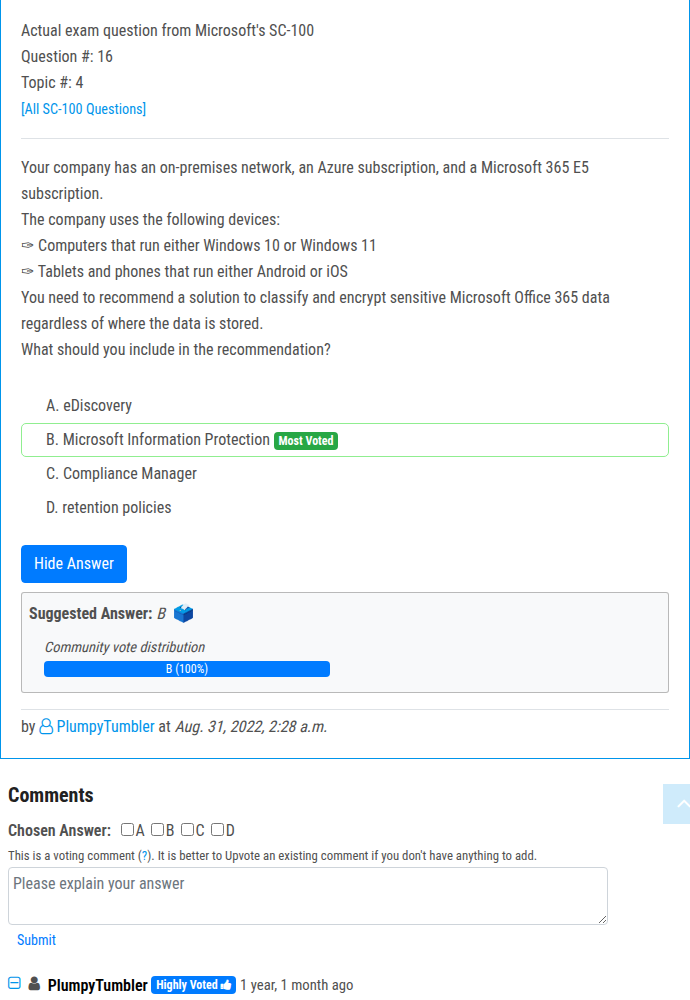 Actual exam question from Microsoft's SC-100
Question #: 16
Topic #: 4
[All SC-100 Questions]
Your company has an on-premises network, an Azure subscription, and a Microsoft 365 E5
subscription.
The company uses the following devices:
✑ Computers that run either Windows 10 or Windows 11
✑ Tablets and phones that run either Android or iOS
You need to recommend a solution to classify and encrypt sensitive Microsoft Office 365 data
regardless of where the data is stored.
What should you include in the recommendation?
A. eDiscovery
B. Microsoft Information Protection Most Voted
C. Compliance Manager
D. retention policies
Hide Answer
Suggested Answer: B
Community vote distribution
B (100%)
by PlumpyTumbler at Aug. 31, 2022, 2:28 a.m.
Comments
Chosen Answer: A B C D
This is a voting comment (?). It is better to Upvote an existing comment if you don't have anything to add.
Please explain your answer
Submit
PlumpyTumbler Highly Voted 1 year, 1 month ago